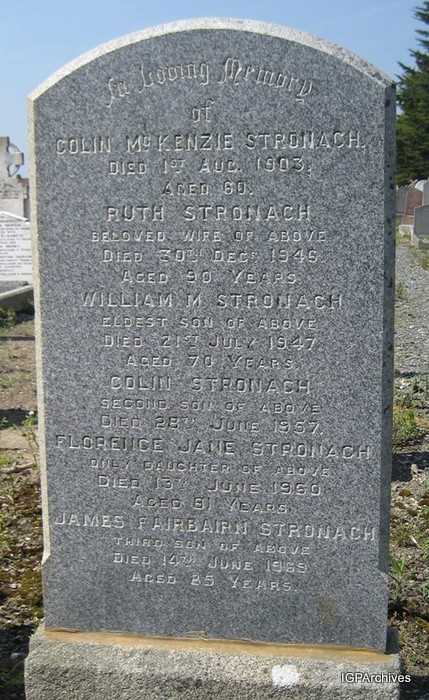 In Loving Memory
of
COLIN McKENZIE STRONACH,
DIED 1ST AUG. 1903,
AGED 60.
RUTH STRONACH
BELOVED WIFE OF ABOVE
DIED 30TH DECR 1945.
AGED 90 YEARS.
WILLIAM M. STRONACH
ELDEST SON OF ABOVE
DIED 21ST JULY 1947
AGED 70 YEARS.
COLIN STRONACH
SECOND SON OF ABOVE
DIED 28TH JUNE 1957.
FLORENCE JANE STRONACH.
ONLY DAUGHTER OF ABOVE.
DIED 13TH JUNE 1960
AGED 81 YEARS.
JAMES FAIRBAIRN STRONACH
THIRD SON OF ABOVE
DIED 14TH JUNE 1969
AGED 85 YEARS.
IGPArchives